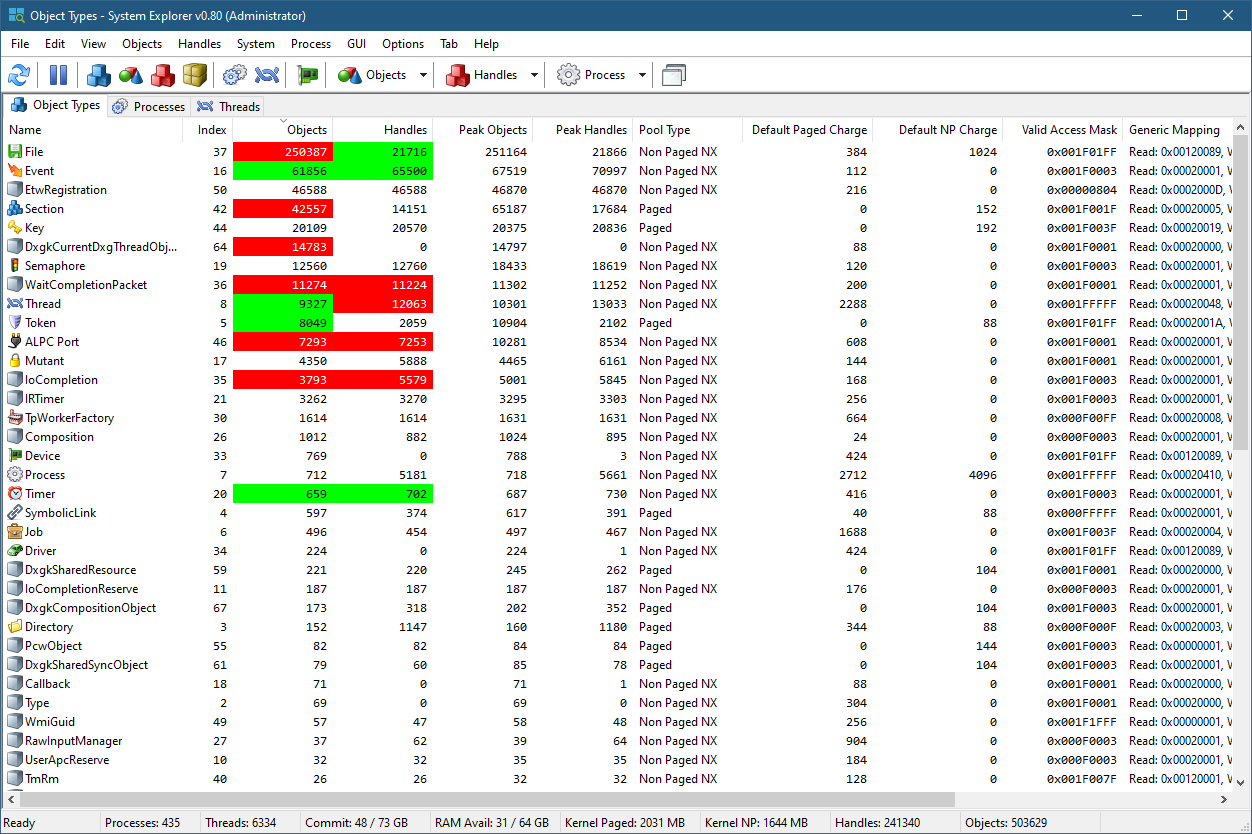 Object Types - System Explorer v0.80 (Administrator)
File Edit View Objects Handles System Process GUI Options Tab Help
Objects Handles Process
Object Types Processes Threads
Name Index Objects Handles Peak Objects Peak Handles Pool Type Default Paged Charge Default NP Charge Valid Access Mask Generic Mapping
File 37 250387 21716 251164 21866 Non Paged NX 384 1024 0x001F01FF Read: 0x00120089, W
Event 16 61856 65500 67519 70997 Non Paged NX 112 0 0x001F0003 Read: 0x00020001, W
EtwRegistration 50 46588 46588 46870 46870 Non Paged NX 216 0 0x00000804 Read: 0x0002000D, W
Section 42 42557 14151 65187 17684 Paged 0 152 0x001F001F Read: 0x00020005, W
Key 44 20109 20570 20375 20836 Paged 0 192 0x001F003F Read: 0x00020019, W
DxgkCurrentDxgThreadObj... 64 14783 0 14797 0 Non Paged NX 88 0 0x001F0001 Read: 0x00020000, W
Semaphore 19 12560 12760 18433 18619 Non Paged NX 120 0 0x001F0003 Read: 0x00020001, W
WaitCompletionPacket 36 11274 11224 11302 11252 Non Paged NX 200 0 0x001F0001 Read: 0x00020001, W
Thread 8 9327 12063 10301 13033 Non Paged NX 2288 0 0x001FFFFF Read: 0x00020048, W
Token 5 8049 2059 10904 2102 Paged 0 88 0x001F01FF Read: 0x0002001A, W
ALPC Port 46 7293 7253 10281 8534 Non Paged NX 608 0 0x001F0001 Read: 0x00020001, W
Mutant 17 4350 5888 4465 6161 Non Paged NX 144 0 0x001F0001 Read: 0x00020001, W
IoCompletion 35 3793 5579 5001 5845 Non Paged NX 168 0 0x001F0003 Read: 0x00020001, W
IRTimer 21 3262 3270 3295 3303 Non Paged NX 256 0 0x001F0003 Read: 0x00020001, W
TpWorkerFactory 30 1614 1614 1631 1631 Non Paged NX 664 0 0x000F00FF Read: 0x00020008, W
Composition 26 1012 882 1024 895 Non Paged NX 24 0 0x000F0003 Read: 0x00020001, W
Device 33 769 0 788 3 Non Paged NX 424 0 0x001F01FF Read: 0x00120089, W
Process 7 712 5181 718 5661 Non Paged NX 2712 4096 0x001FFFFF Read: 0x00020410, W
Timer 20 659 702 687 730 Non Paged NX 416 0 0x001F0003 Read: 0x00020001, W
SymbolicLink 4 597 374 617 391 Paged 40 88 0x000FFFFF Read: 0x00020001, W
Job 6 496 454 497 467 Non Paged NX 1688 0 0x001F003F Read: 0x00020004, W
Driver 34 224 0 224 1 Non Paged NX 424 0 0x001F01FF Read: 0x00120089, W
DxgkSharedResource 59 221 220 245 262 Paged 0 104 0x001F0001 Read: 0x00020000, W
IoCompletionReserve 11 187 187 187 187 Non Paged NX 176 0 0x000F0003 Read: 0x00020001, W
DxgkCompositionObject 67 173 318 202 352 Paged 0 104 0x001F0003 Read: 0x00020001, W
Directory 3 152 1147 160 1180 Paged 344 88 0x000F000F Read: 0x00020003, W
PcwObject 55 82 82 84 84 Paged 0 144 0x001F0003 Read: 0x00000001, W
DxgkSharedSyncObject 61 79 60 85 78 Paged 0 104 0x001F0003 Read: 0x00020001, W
Callback 18 71 0 71 1 Non Paged NX 88 0 0x001F0001 Read: 0x00020000, W
Type 2 69 0 69 0 Non Paged NX 304 0 0x001F0001 Read: 0x00020000, W
WmiGuid 49 57 47 58 48 Non Paged NX 256 0 0x001F1FFF Read: 0x00000001, W
RawInputManager 27 37 62 39 64 Non Paged NX 904 0 0x000F0003 Read: 0x00020001, W
UserApcReserve 10 32 32 35 35 Non Paged NX 184 0 0x000F0003 Read: 0x00020001, W
TmRm 40 26 26 32 32 Non Paged NX 128 0 0x001F007F Read: 0x00120001, W
Ready Processes: 435 Threads: 6334 Commit: 48 / 73 GB RAM Avail: 31 / 64 GB Kernel Paged: 2031 MB Kernel NP: 1644 MB Handles: 241340 Objects: 503629